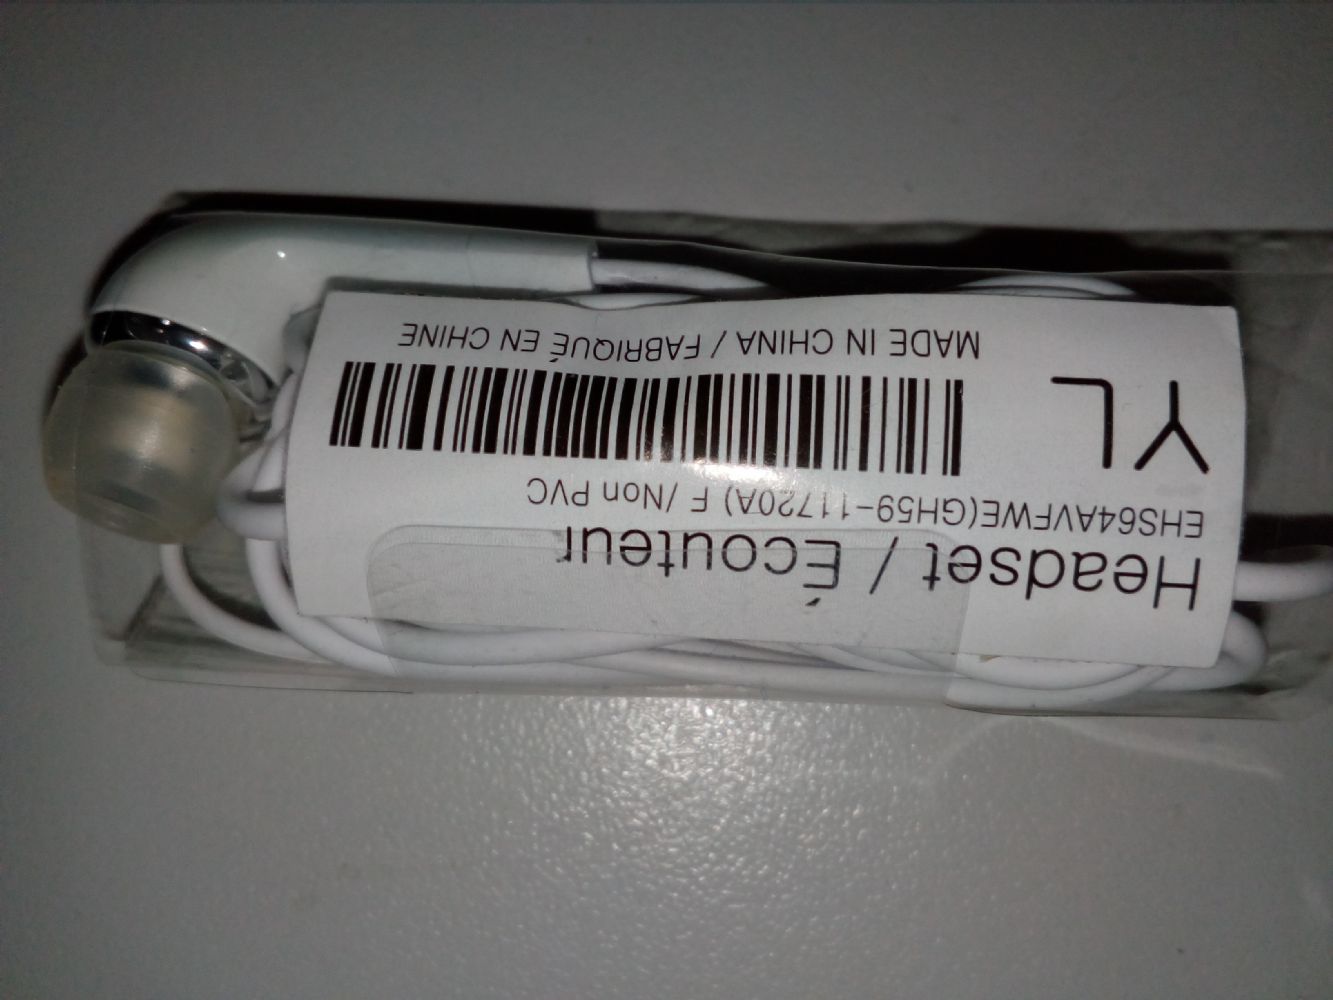 Headset / Écouteur
EHS64AVFWE(GH59-11720A) F / Non PVC
YL
MADE IN CHINA / FABRIQUÉ EN CHINE